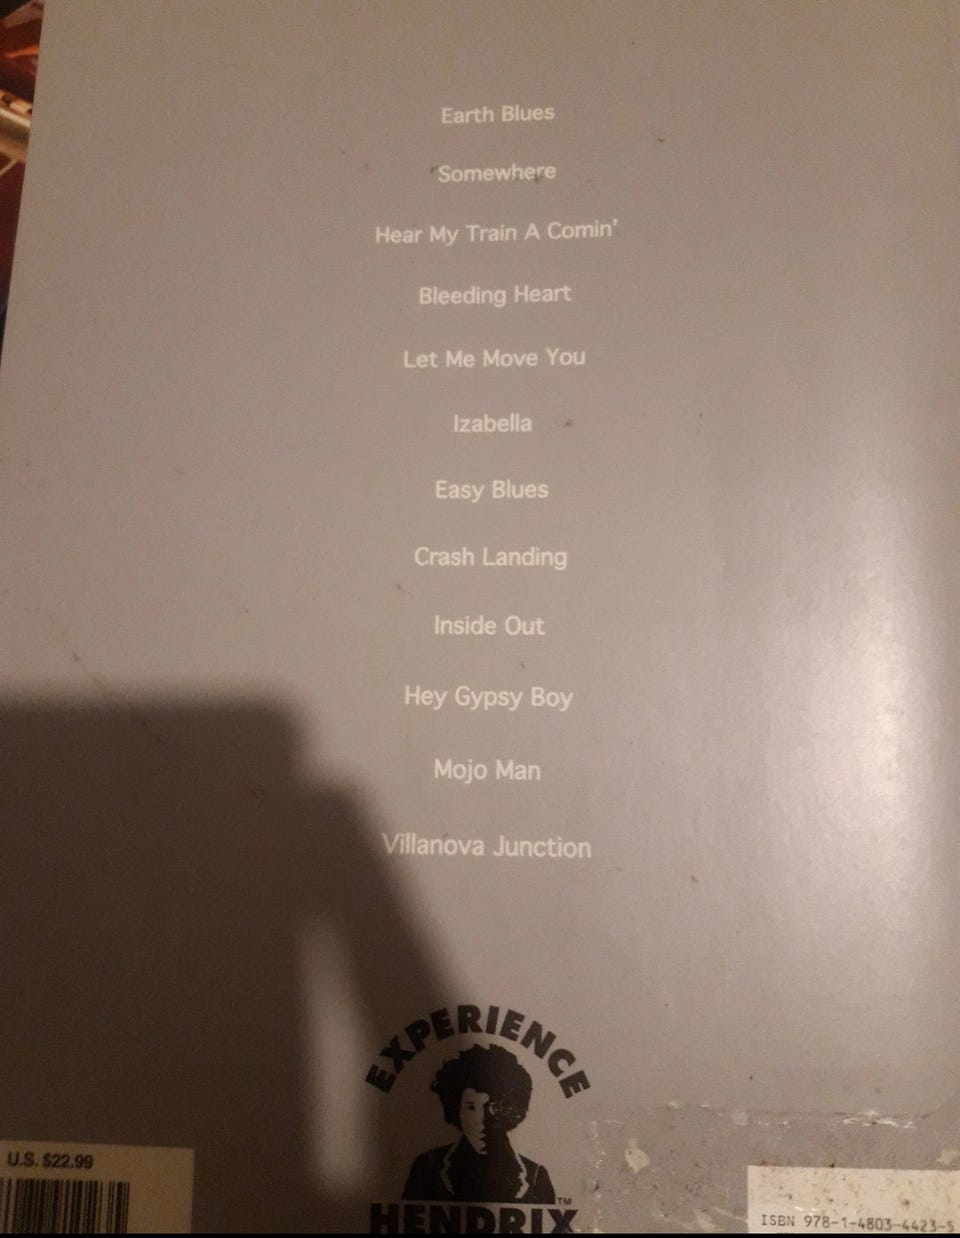 Earth Blues
Somewhere
Hear My Train A Comin'
Bleeding Heart
Let Me Move You
Izabella
Easy Blues
Crash Landing
Inside Out
Hey Gypsy Boy
Mojo Man
Villanova Junction
EXPERIENCE
HENDRIX™
U.S. $22.99
ISBN 978-1-4803-4423-5